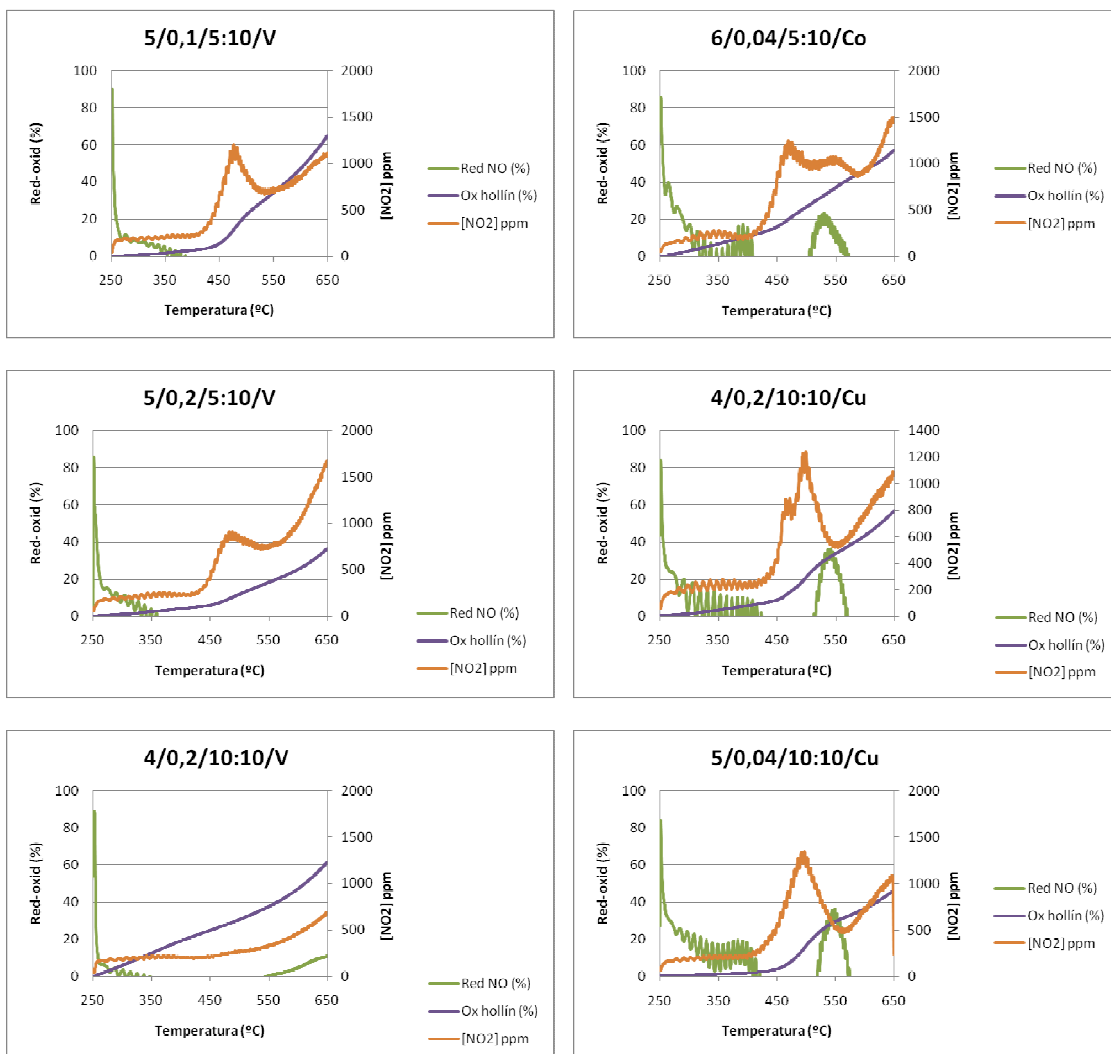 5/0,1/5:10/V
100
80
60
40
20
0
2000
1500
1000
500
0
250 350 450 550 650
Red- oxid (%)
[NO2] ppm
Temperatura (ºC)
Red NO (%)
Ox hollín (%)
[NO2] ppm
6/0,04/5:10/Co
100
80
60
40
20
0
2000
1500
1000
500
0
250 350 450 550 650
Red- oxid (%)
[NO2] ppm
Temperatura (ºC)
Red NO (%)
Ox hollín (%)
[NO2] ppm
5/0,2/5:10/V
100
80
60
40
20
0
2000
1500
1000
500
0
250 350 450 550 650
Red- oxid (%)
[NO2] ppm
Temperatura (ºC)
Red NO (%)
Ox hollín (%)
[NO2] ppm
4/0,2/10:10/Cu
100
80
60
40
20
0
1400
1200
1000
800
600
400
200
0
250 350 450 550 650
Red- oxid (%)
[NO2] ppm
Temperatura (ºC)
Red NO (%)
Ox hollín (%)
[NO2] ppm
4/0,2/10:10/V
100
80
60
40
20
0
2000
1500
1000
500
0
250 350 450 550 650
Red- oxid (%)
[NO2] ppm
Temperatura (ºC)
Red NO (%)
Ox hollín (%)
[NO2] ppm
5/0,04/10:10/Cu
100
80
60
40
20
0
2000
1500
1000
500
0
250 350 450 550 650
Red- oxid (%)
[NO2] ppm
Temperatura (ºC)
Red NO (%)
Ox hollín (%)
[NO2] ppm